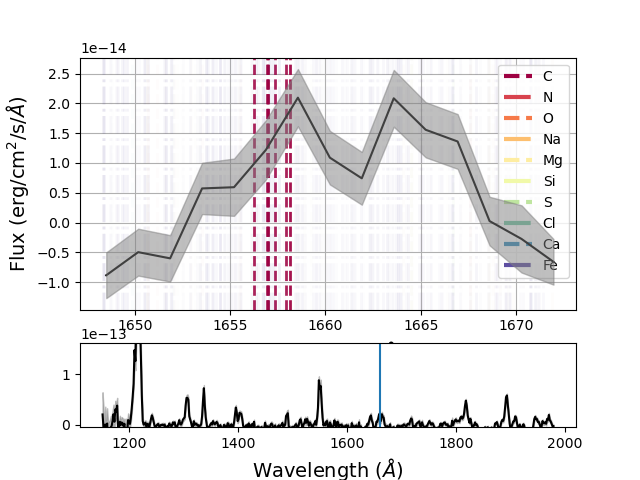 1e−14
Flux (erg/cm²/s/Å)
2.5
2.0
1.5
1.0
0.5
0.0
−0.5
−1.0
C
N
O
Na
Mg
Si
S
Cl
Ca
Fe
1650 1655 1660 1665 1670
1e−13
1
0
1200 1400 1600 1800 2000
Wavelength (Å)